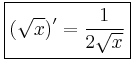 (√x)′ = 1/(2√x)